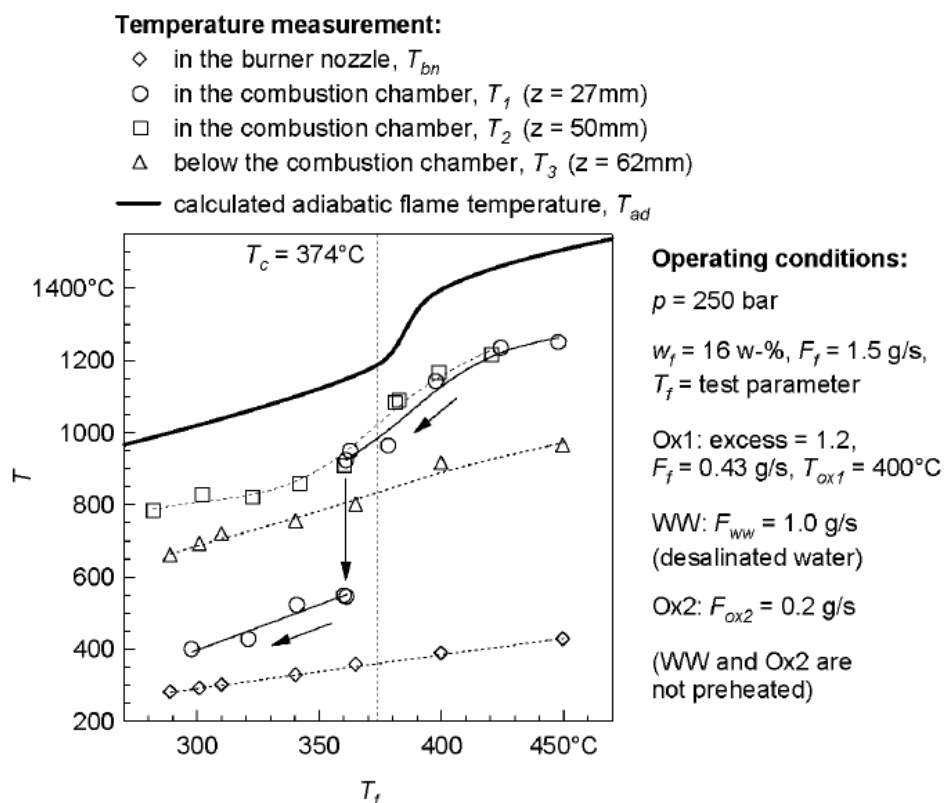 Temperature measurement:
in the burner nozzle, T_bn
in the combustion chamber, T_1 (z = 27mm)
in the combustion chamber, T_2 (z = 50mm)
below the combustion chamber, T_3 (z = 62mm)
calculated adiabatic flame temperature, T_ad
T_c = 374°C
1400°C
1200
1000
800
600
400
200
T
300
350
400
450°C
T_f
Operating conditions:
p = 250 bar
w_f = 16 w-%, F_f = 1.5 g/s,
T_f = test parameter
Ox1: excess = 1.2,
F_f = 0.43 g/s, T_ox1 = 400°C
WW: F_ww = 1.0 g/s
(desalinated water)
Ox2: F_ox2 = 0.2 g/s
(WW and Ox2 are
not preheated)